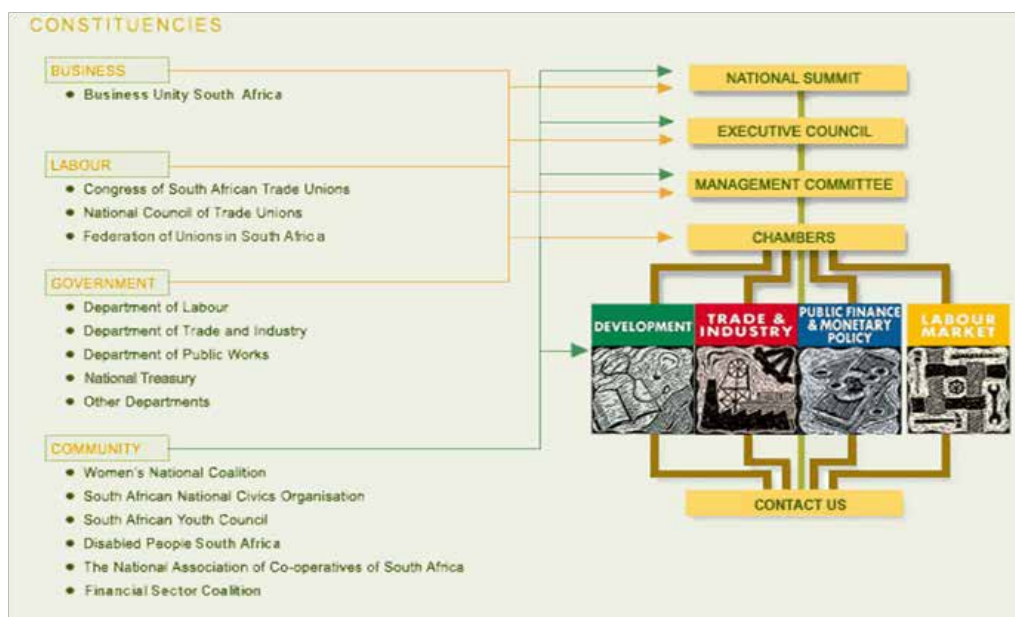 CONSTITUENCIES
BUSINESS
Business Unity South Africa
LABOUR
Congress of South African Trade Unions
National Council of Trade Unions
Federation of Unions in South Africa
GOVERNMENT
Department of Labour
Department of Trade and Industry
Department of Public Works
National Treasury
Other Departments
COMMUNITY
Women's National Coalition
South African National Civics Organisation
South African Youth Council
Disabled People South Africa
The National Association of Co-operatives of South Africa
Financial Sector Coalition
NATIONAL SUMMIT
EXECUTIVE COUNCIL
MANAGEMENT COMMITTEE
CHAMBERS
DEVELOPMENT
TRADE &
INDUSTRY
PUBLIC FINANCE
& MONETARY
POLICY
LABOUR
MARKET
CONTACT US